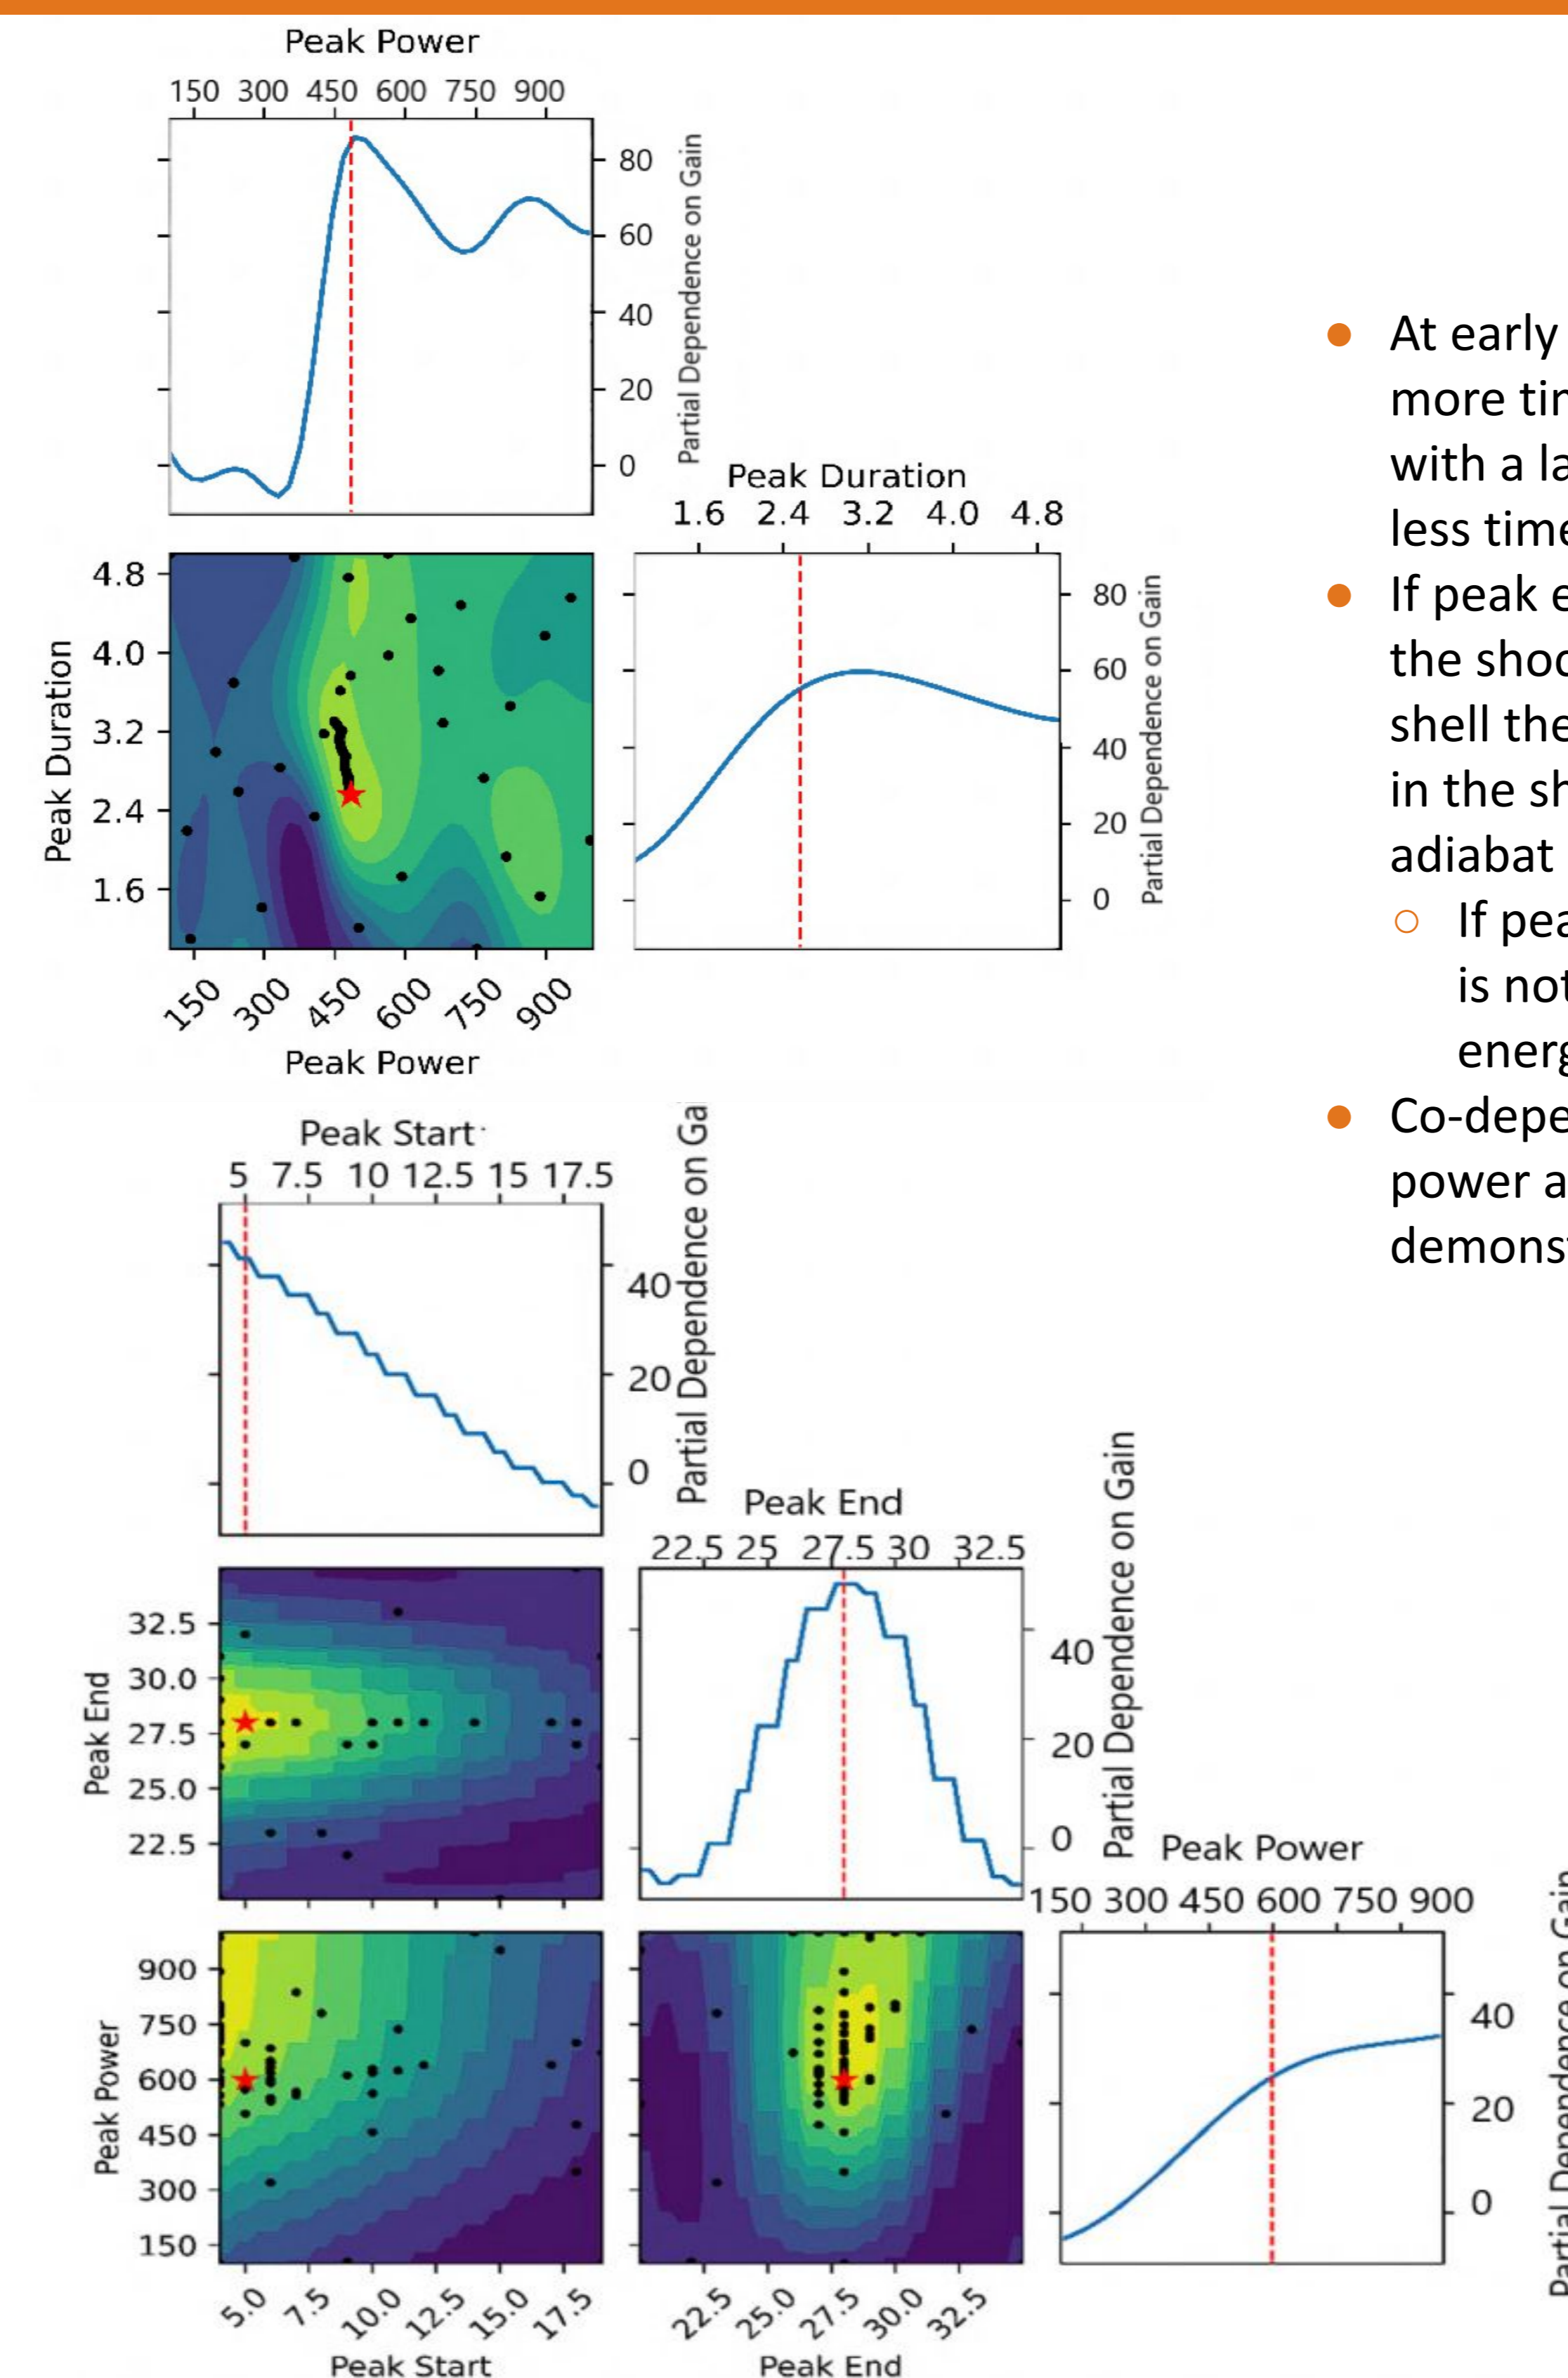 Peak Power
150 300 450 600 750 900
80
60
40
20
0
Partial Dependence on Gain
Peak Duration
1.6 2.4 3.2 4.0 4.8
80
60
40
20
0
Partial Dependence on Gain
4.8
4.0
3.2
2.4
1.6
Peak Duration
150 300 450 600 750 900
Peak Power
Peak Start
5 7.5 10 12.5 15 17.5
40
20
0
Partial Dependence on Ga
Peak End
22.5 25 27.5 30 32.5
40
20
0
Partial Dependence on Gain
32.5
30.0
27.5
25.0
22.5
Peak End
Peak Power
150 300 450 600 750 900
40
20
0
Partial Dependence on Gain
900
750
600
450
300
150
Peak Power
5.0 7.5 10.0 12.5 15.0 17.5
Peak Start
22.5 25.0 27.5 30.0 32.5
Peak End
● At early
more tim
with a la
less time
● If peak e
the shoc
shell the
in the sh
adiabat
○ If pea
is not
energ
● Co-depe
power a
demonst